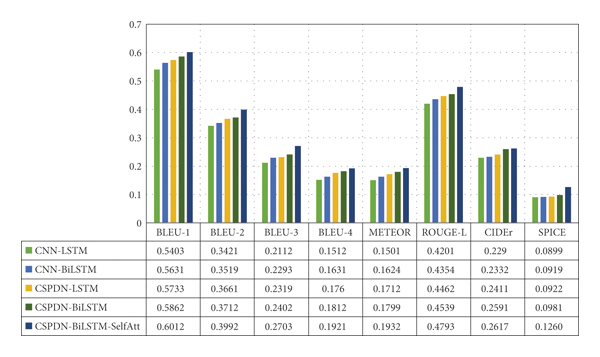 0.7
0.6
0.5
0.4
0.3
0.2
0.1
0
BLEU-1 BLEU-2 BLEU-3 BLEU-4 METEOR ROUGE-L CIDEr SPICE
CNN-LSTM 0.5403 0.3421 0.2112 0.1512 0.1501 0.4201 0.229 0.0899
CNN-BiLSTM 0.5631 0.3519 0.2293 0.1631 0.1624 0.4354 0.2332 0.0919
CSPDN-LSTM 0.5733 0.3661 0.2319 0.176 0.1712 0.4462 0.2411 0.0922
CSPDN-BiLSTM 0.5862 0.3712 0.2402 0.1812 0.1799 0.4539 0.2591 0.0981
CSPDN-BiLSTM-SelfAtt 0.6012 0.3992 0.2703 0.1921 0.1932 0.4793 0.2617 0.1260